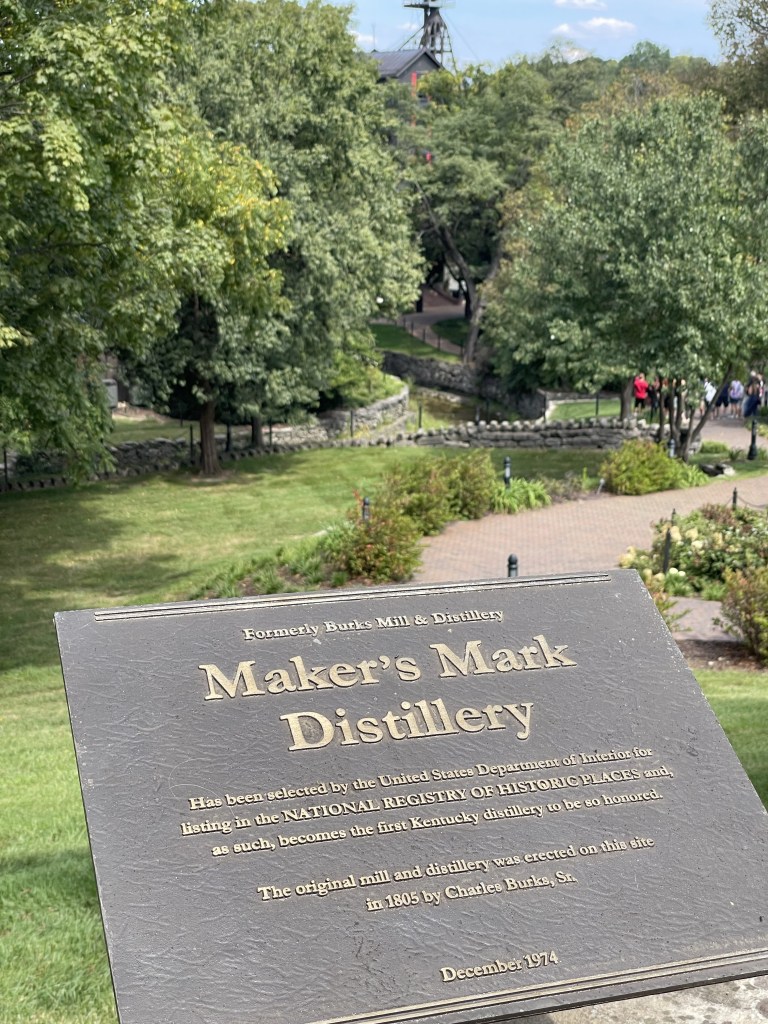 Formerly Burks Mill & Distillery
Maker's Mark
Distillery
Has been selected by the United States Department of Interior for
listing in the NATIONAL REGISTRY OF HISTORIC PLACES and,
as such, becomes the first Kentucky distillery to be so honored.
The original mill and distillery was erected on this site
in 1805 by Charles Burks, Sr.
December 1974